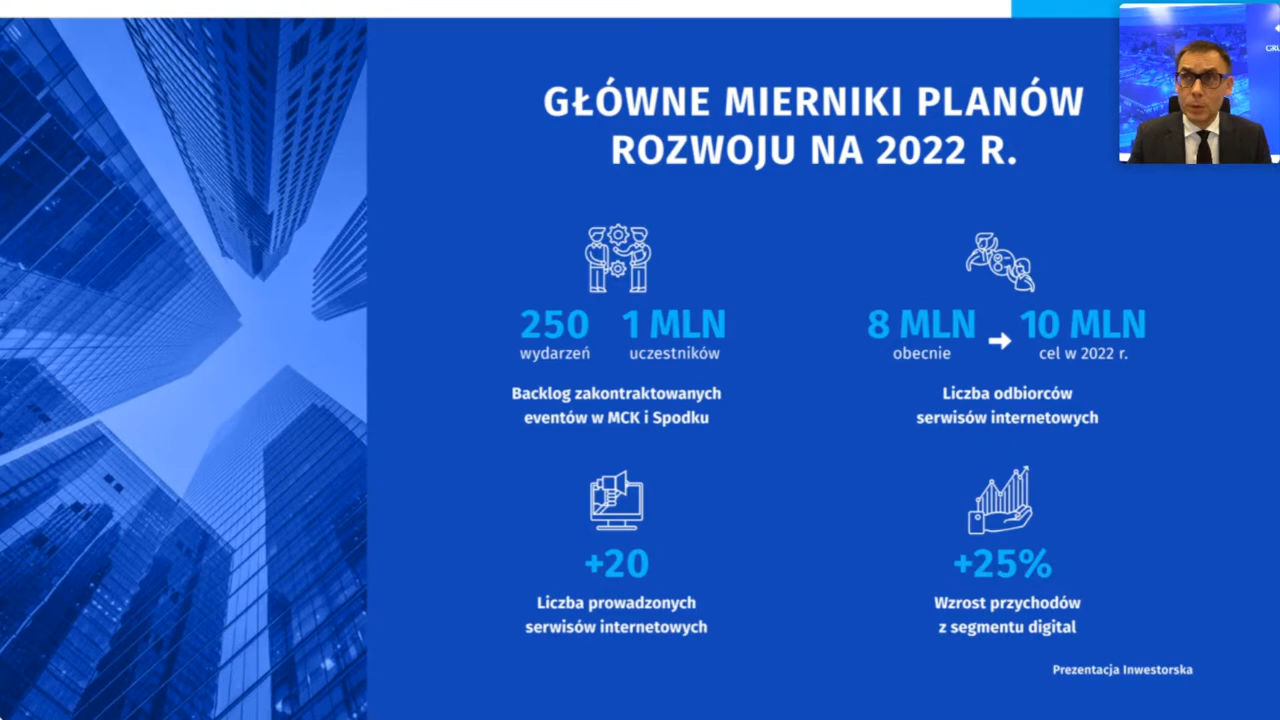 GŁÓWNE MIERNIKI PLANÓW
ROZWOJU NA 2022 R.
250 1 MLN
wydarzeń uczestników
Backlog zakontraktowanych
eventów w MCK i Spodku
8 MLN 10 MLN
obecnie cel w 2022 r.
Liczba odbiorców
serwisów internetowych
+20
Liczba prowadzonych
serwisów internetowych
+25%
Wzrost przychodów
z segmentu digital
Prezentacja Inwestorska